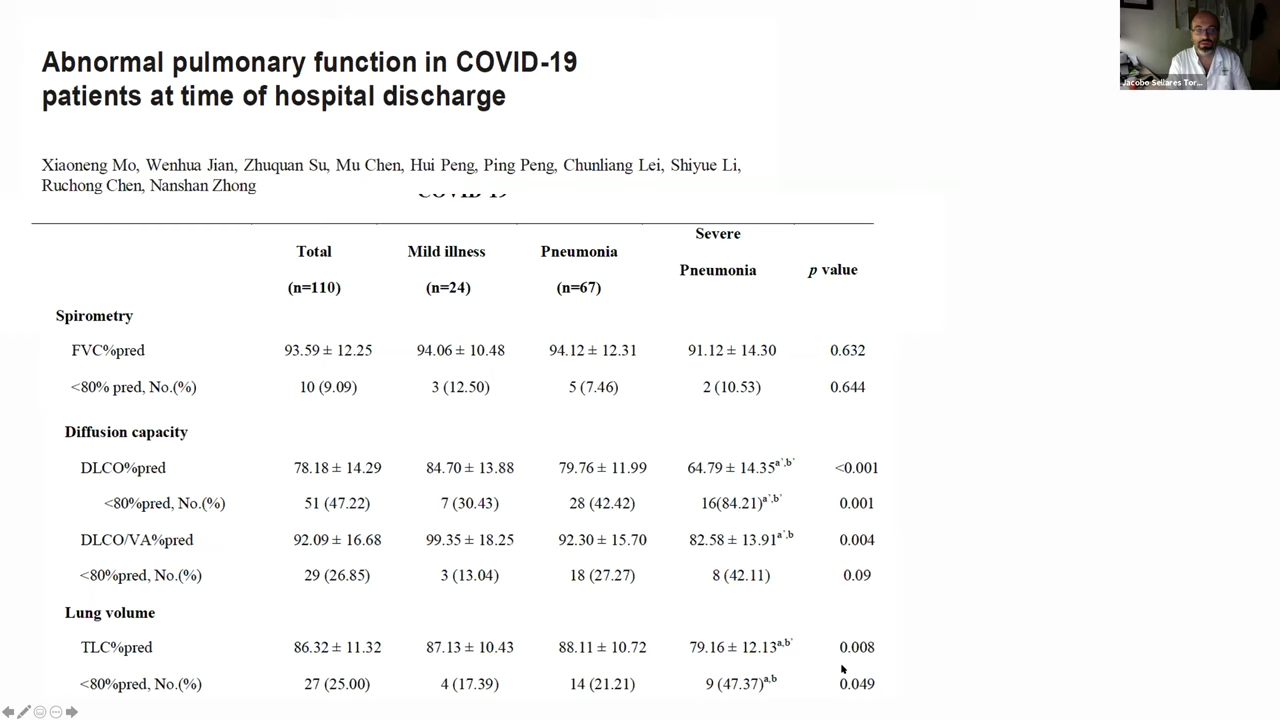 Abnormal pulmonary function in COVID-19
patients at time of hospital discharge
Jacobo Sellares Tor...
Xiaoneng Mo, Wenhua Jian, Zhuquan Su, Mu Chen, Hui Peng, Ping Peng, Chunliang Lei, Shiyue Li,
Ruchong Chen, Nanshan Zhong
COVID-19
Total Mild illness Pneumonia Severe Pneumonia p value
(n=110) (n=24) (n=67)
Spirometry
FVC%pred 93.59 ± 12.25 94.06 ± 10.48 94.12 ± 12.31 91.12 ± 14.30 0.632
<80% pred, No.(%) 10 (9.09) 3 (12.50) 5 (7.46) 2 (10.53) 0.644
Diffusion capacity
DLCO%pred 78.18 ± 14.29 84.70 ± 13.88 79.76 ± 11.99 64.79 ± 14.35a*,b* <0.001
<80%pred, No.(%) 51 (47.22) 7 (30.43) 28 (42.42) 16(84.21)a*,b* 0.001
DLCO/VA%pred 92.09 ± 16.68 99.35 ± 18.25 92.30 ± 15.70 82.58 ± 13.91a*,b 0.004
<80%pred, No.(%) 29 (26.85) 3 (13.04) 18 (27.27) 8 (42.11) 0.09
Lung volume
TLC%pred 86.32 ± 11.32 87.13 ± 10.43 88.11 ± 10.72 79.16 ± 12.13a,b* 0.008
<80%pred, No.(%) 27 (25.00) 4 (17.39) 14 (21.21) 9 (47.37)a,b 0.049